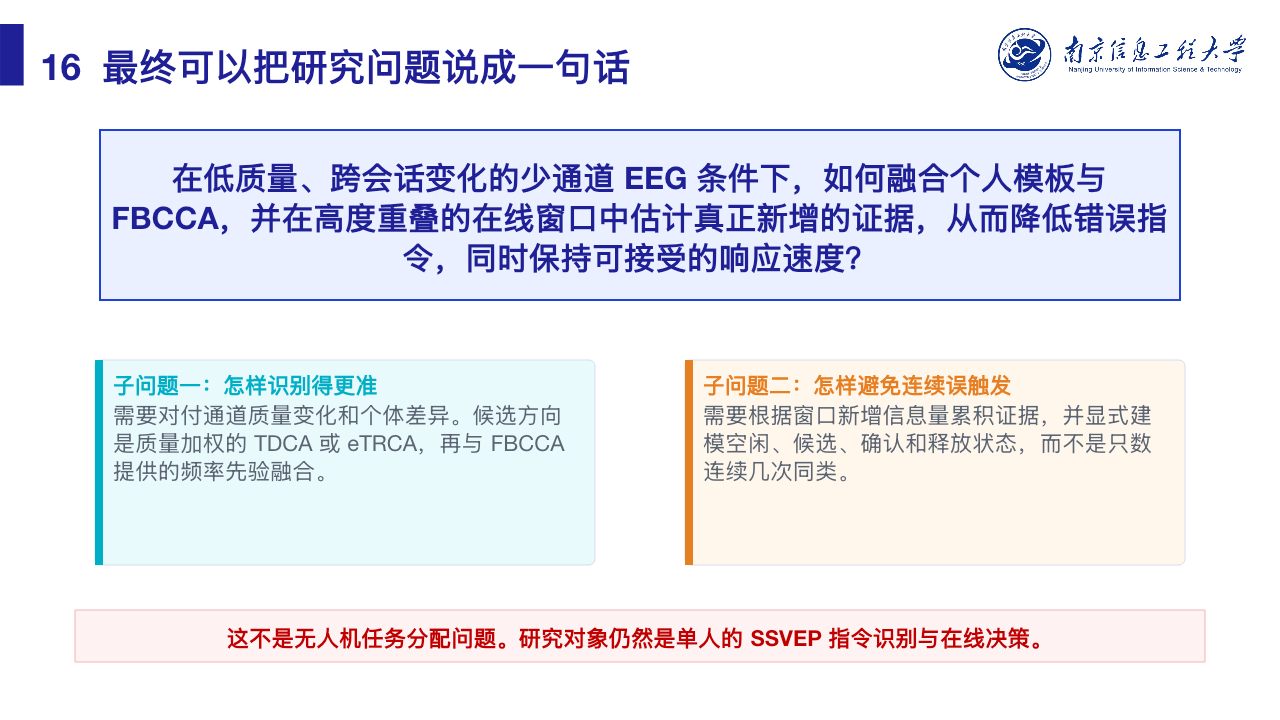 16 最终可以把研究问题说成一句话
南京信息工程大学
Nanjing University of Information Science & Technology
在低质量、跨会话变化的少通道 EEG 条件下，如何融合个人模板与
FBCCA，并在高度重叠的在线窗口中估计真正新增的证据，从而降低错误指
令，同时保持可接受的响应速度？
子问题一：怎样识别得更准
需要对付通道质量变化和个体差异。候选方向
是质量加权的 TDCA 或 eTRCA，再与 FBCCA
提供的频率先验融合。
子问题二：怎样避免连续误触发
需要根据窗口新增信息量累积证据，并显式建
模空闲、候选、确认和释放状态，而不是只数
连续几次同类。
这不是无人机任务分配问题。研究对象仍然是单人的 SSVEP 指令识别与在线决策。